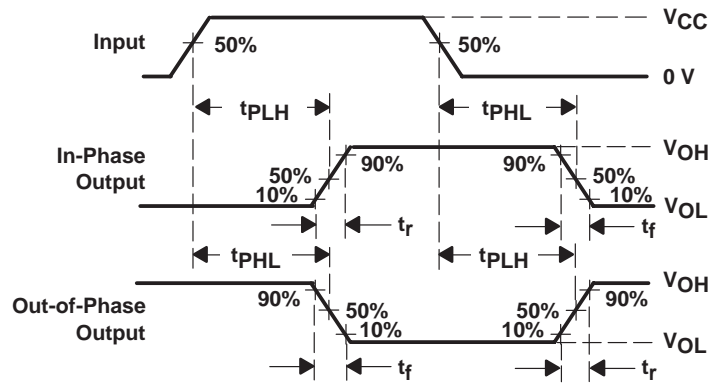 VCC
Input
50%
50%
0 V
tPLH
tPHL
In-Phase
Output
VOH
90%
90%
50%
50%
10%
10%
VOL
tr
tf
tPHL
tPLH
Out-of-Phase
Output
VOH
90%
90%
50%
50%
10%
10%
VOL
tf
tr